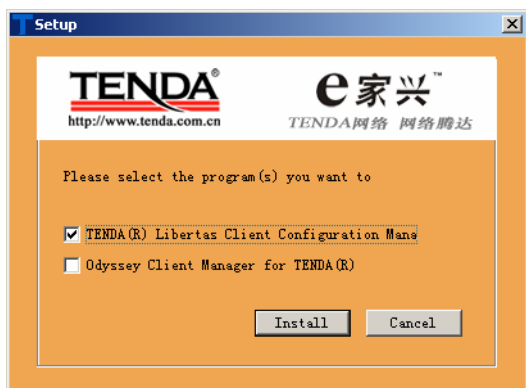 Setup
TENDA®
http://www.tenda.com.cn
e家兴™
TENDA网络 网络腾达
Please select the program(s) you want to
TENDA(R) Libertas Client Configuration Mana
Odyssey Client Manager for TENDA(R)
Install
Cancel